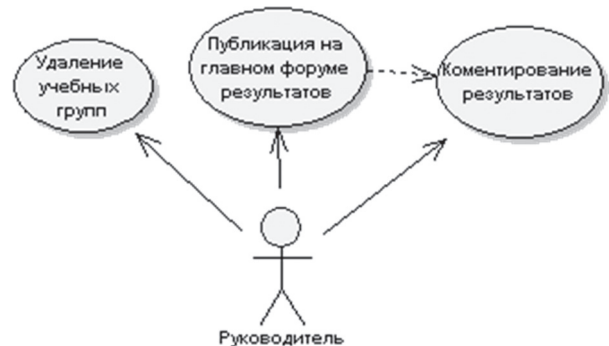 Удаление
учебных
групп
Публикация на
главном форуме
результатов
Коментирование
результатов
Руководитель